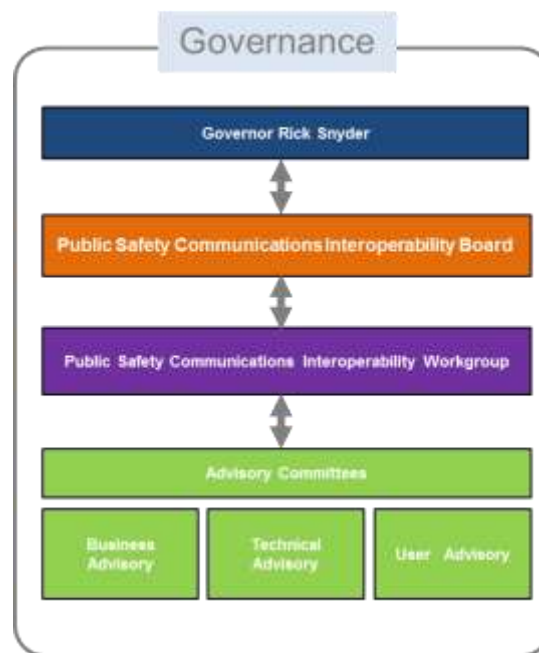 Governance
Governor Rick Snyder
Public Safety Communications Interoperability Board
Public Safety Communications Interoperability Workgroup
Advisory Committees
Business
Advisory
Technical
Advisory
User Advisory